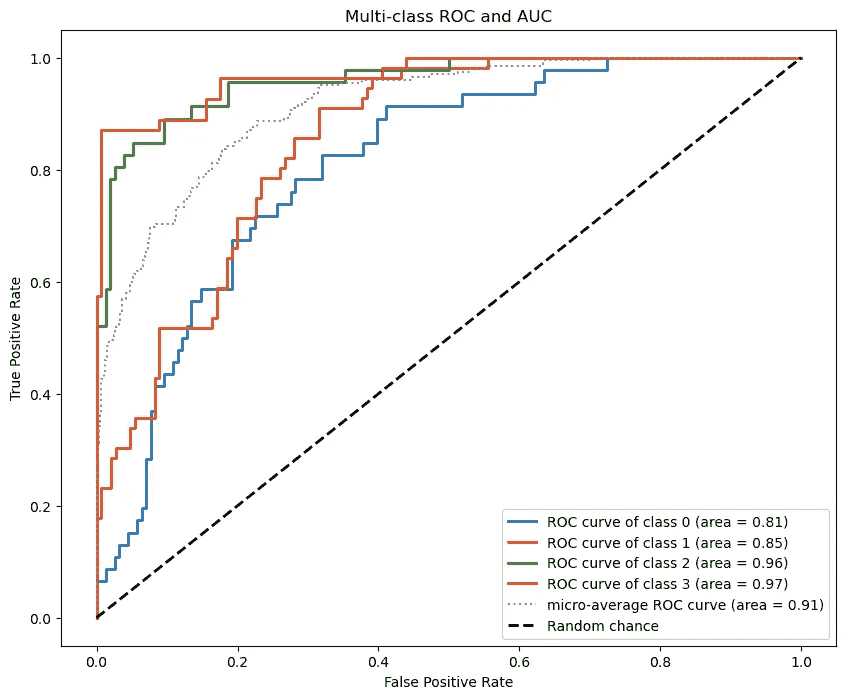 Multi-class ROC and AUC
True Positive Rate
1.0
0.8
0.6
0.4
0.2
0.0
0.0 0.2 0.4 0.6 0.8 1.0
False Positive Rate
ROC curve of class 0 (area = 0.81)
ROC curve of class 1 (area = 0.85)
ROC curve of class 2 (area = 0.96)
ROC curve of class 3 (area = 0.97)
micro-average ROC curve (area = 0.91)
Random chance